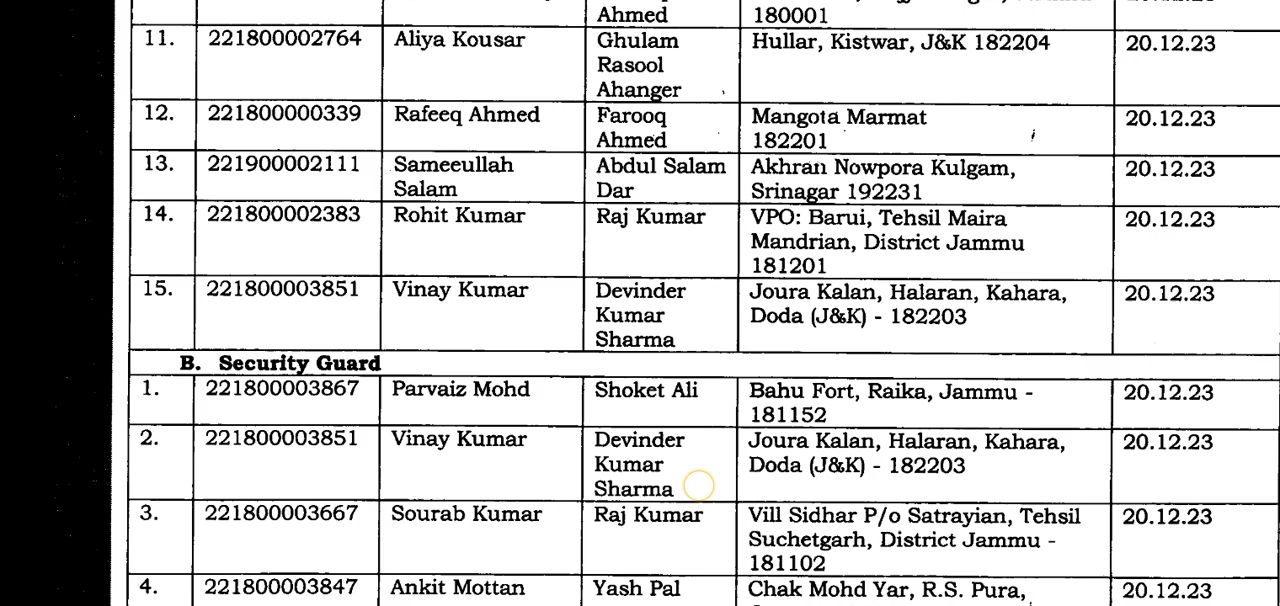 Ahmed 180001
11. 221800002764 Aliya Kousar Ghulam Hullar, Kistwar, J&K 182204 20.12.23
Rasool
Ahanger
12. 221800000339 Rafeeq Ahmed Farooq Mangota Marmat 20.12.23
Ahmed 182201
13. 221900002111 Sameeullah Abdul Salam Akhran Nowpora Kulgam, 20.12.23
Salam Dar Srinagar 192231
14. 221800002383 Rohit Kumar Raj Kumar VPO: Barui, Tehsil Maira 20.12.23
Mandrian, District Jammu
181201
15. 221800003851 Vinay Kumar Devinder Joura Kalan, Halaran, Kahara, 20.12.23
Kumar Doda (J&K) - 182203
Sharma
B. Security Guard
1. 221800003867 Parvaiz Mohd Shoket Ali Bahu Fort, Raika, Jammu - 20.12.23
181152
2. 221800003851 Vinay Kumar Devinder Joura Kalan, Halaran, Kahara, 20.12.23
Kumar Doda (J&K) - 182203
Sharma
3. 221800003667 Sourab Kumar Raj Kumar Vill Sidhar P/o Satrayian, Tehsil 20.12.23
Suchetgarh, District Jammu -
181102
4. 221800003847 Ankit Mottan Yash Pal Chak Mohd Yar, R.S. Pura, 20.12.23